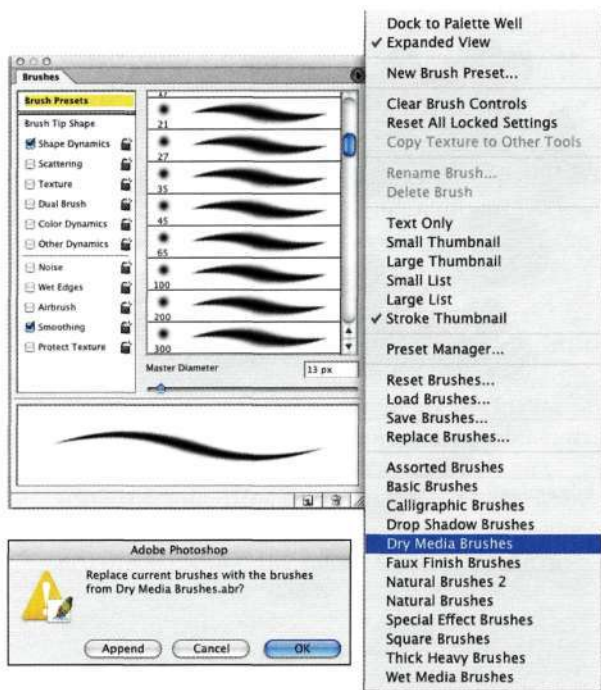 Brushes
Brush Presets
Brush Tip Shape
Shape Dynamics
Scattering
Texture
Dual Brush
Color Dynamics
Other Dynamics
Noise
Wet Edges
Airbrush
Smoothing
Protect Texture
17
21
27
35
45
65
100
200
300
Master Diameter
13 px
Adobe Photoshop
Replace current brushes with the brushes
from Dry Media Brushes.abr?
Append
Cancel
OK
Dock to Palette Well
Expanded View
New Brush Preset...
Clear Brush Controls
Reset All Locked Settings
Copy Texture to Other Tools
Rename Brush...
Delete Brush
Text Only
Small Thumbnail
Large Thumbnail
Small List
Large List
Stroke Thumbnail
Preset Manager...
Reset Brushes...
Load Brushes...
Save Brushes...
Replace Brushes...
Assorted Brushes
Basic Brushes
Calligraphic Brushes
Drop Shadow Brushes
Dry Media Brushes
Faux Finish Brushes
Natural Brushes 2
Natural Brushes
Special Effect Brushes
Square Brushes
Thick Heavy Brushes
Wet Media Brushes